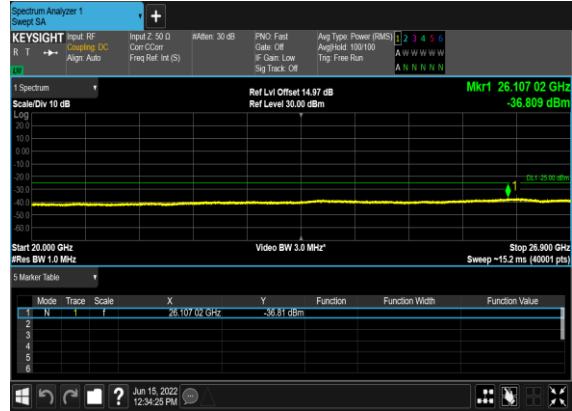 Spectrum Analyzer 1
Swept SA
+
KEYSIGHT Input: RF Input Z: 50 Ω #Atten: 30 dB PNO: Fast Avg Type: Power (RMS) 1 2 3 4 5 6
R T Coupling: DC Corr CCorr Gate: Off Avg|Hold: 100/100 A W W W W W
Align: Auto Freq Ref: Int (S) IF Gain: Low Trig: Free Run
LW Sig Track: Off A N N N N N
1 Spectrum Ref Lvl Offset 14.97 dB Mkr1 26.107 02 GHz
Scale/Div 10 dB Ref Level 30.00 dBm -36.809 dBm
Log
20.0
10.0
0.00
-10.0
-20.0
DL1 -25.00 dBm
-30.0
1
-40.0
-50.0
-60.0
Start 20.000 GHz Video BW 3.0 MHz* Stop 26.900 GHz
#Res BW 1.0 MHz Sweep ~15.2 ms (40001 pts)
5 Marker Table
Mode Trace Scale X Y Function Function Width Function Value
1 N 1 f 26.107 02 GHz -36.81 dBm
2
3
4
5
6
? Jun 15, 2022
12:34:25 PM